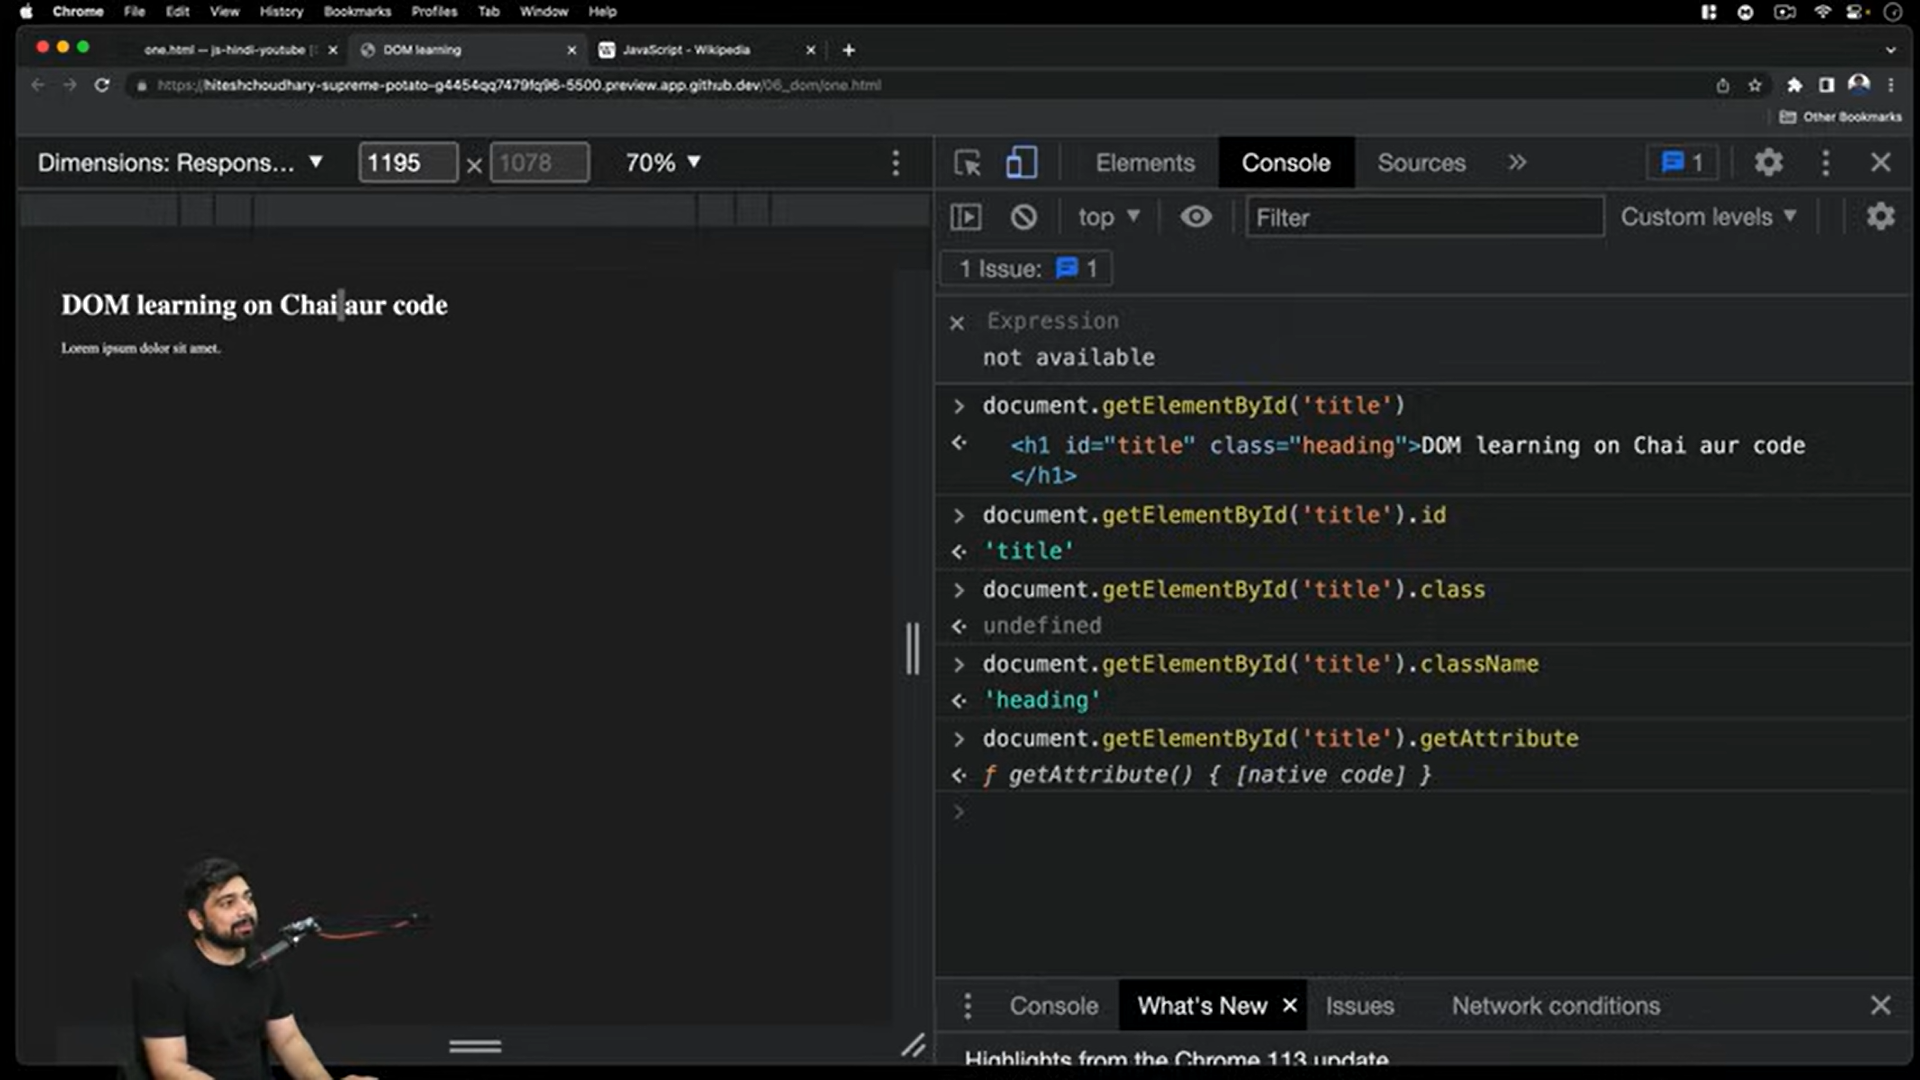 Chrome File Edit View History Bookmarks Profiles Tab Window Help
one.html — js-hindi-youtube
DOM learning
JavaScript - Wikipedia
https://hiteshchoudhary-supreme-potato-g4454qq7479fq96-5500.preview.app.github.dev/06_dom/one.html
Other Bookmarks
Dimensions: Respons... 1195 × 1078 70%
Elements Console Sources 1
top Filter Custom levels
1 Issue: 1
DOM learning on Chai aur code
Lorem ipsum dolor sit amet.
Expression
not available
document.getElementById('title')
<h1 id="title" class="heading">DOM learning on Chai aur code
</h1>
document.getElementById('title').id
'title'
document.getElementById('title').class
undefined
document.getElementById('title').className
'heading'
document.getElementById('title').getAttribute
ƒ getAttribute() { [native code] }
Console What's New Issues Network conditions
Highlights from the Chrome 113 update